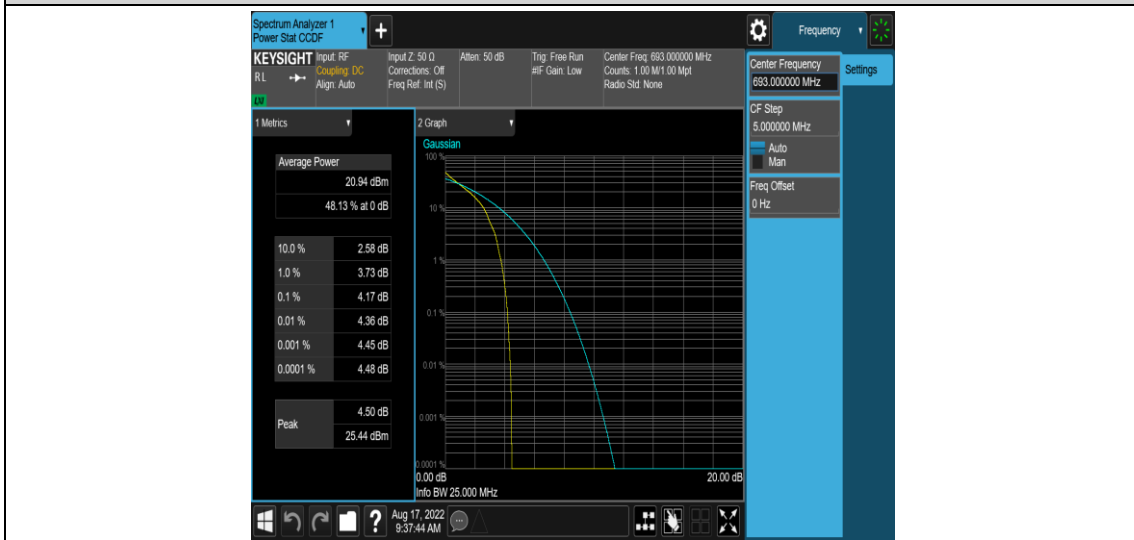 Spectrum Analyzer 1
Power Stat CCDF
+
Frequency
KEYSIGHT
RL
LXI
Input: RF
Coupling: DC
Align: Auto
Input Z: 50 Ω
Corrections: Off
Freq Ref: Int (S)
Atten: 50 dB
Trig: Free Run
#IF Gain: Low
Center Freq: 693.000000 MHz
Counts: 1.00 M/1.00 Mpt
Radio Std: None
Center Frequency
693.000000 MHz
Settings
CF Step
5.000000 MHz
Auto
Man
Freq Offset
0 Hz
1 Metrics
Average Power
20.94 dBm
48.13 % at 0 dB
10.0 % 2.58 dB
1.0 % 3.73 dB
0.1 % 4.17 dB
0.01 % 4.36 dB
0.001 % 4.45 dB
0.0001 % 4.48 dB
Peak
4.50 dB
25.44 dBm
2 Graph
Gaussian
100 %
10 %
1 %
0.1 %
0.01 %
0.001 %
0.0001 %
0.00 dB
20.00 dB
Info BW 25.000 MHz
?
Aug 17, 2022
9:37:44 AM